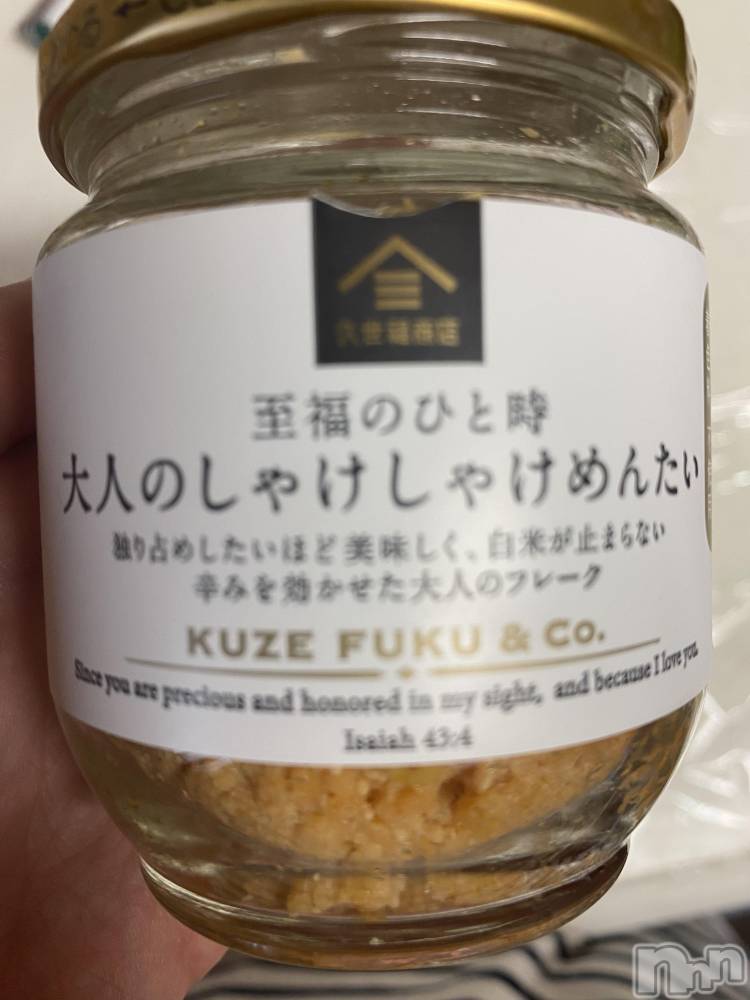 久世福商店
至福のひと時
大人のしゃけしゃけめんたい
独り占めしたいほど美味しく、白米が止まらない
辛みを効かせた大人のフレーク
KUZE FUKU & Co.
Since you are precious and honored in my sight, and because I love you.
Isaiah 43:4
nnn